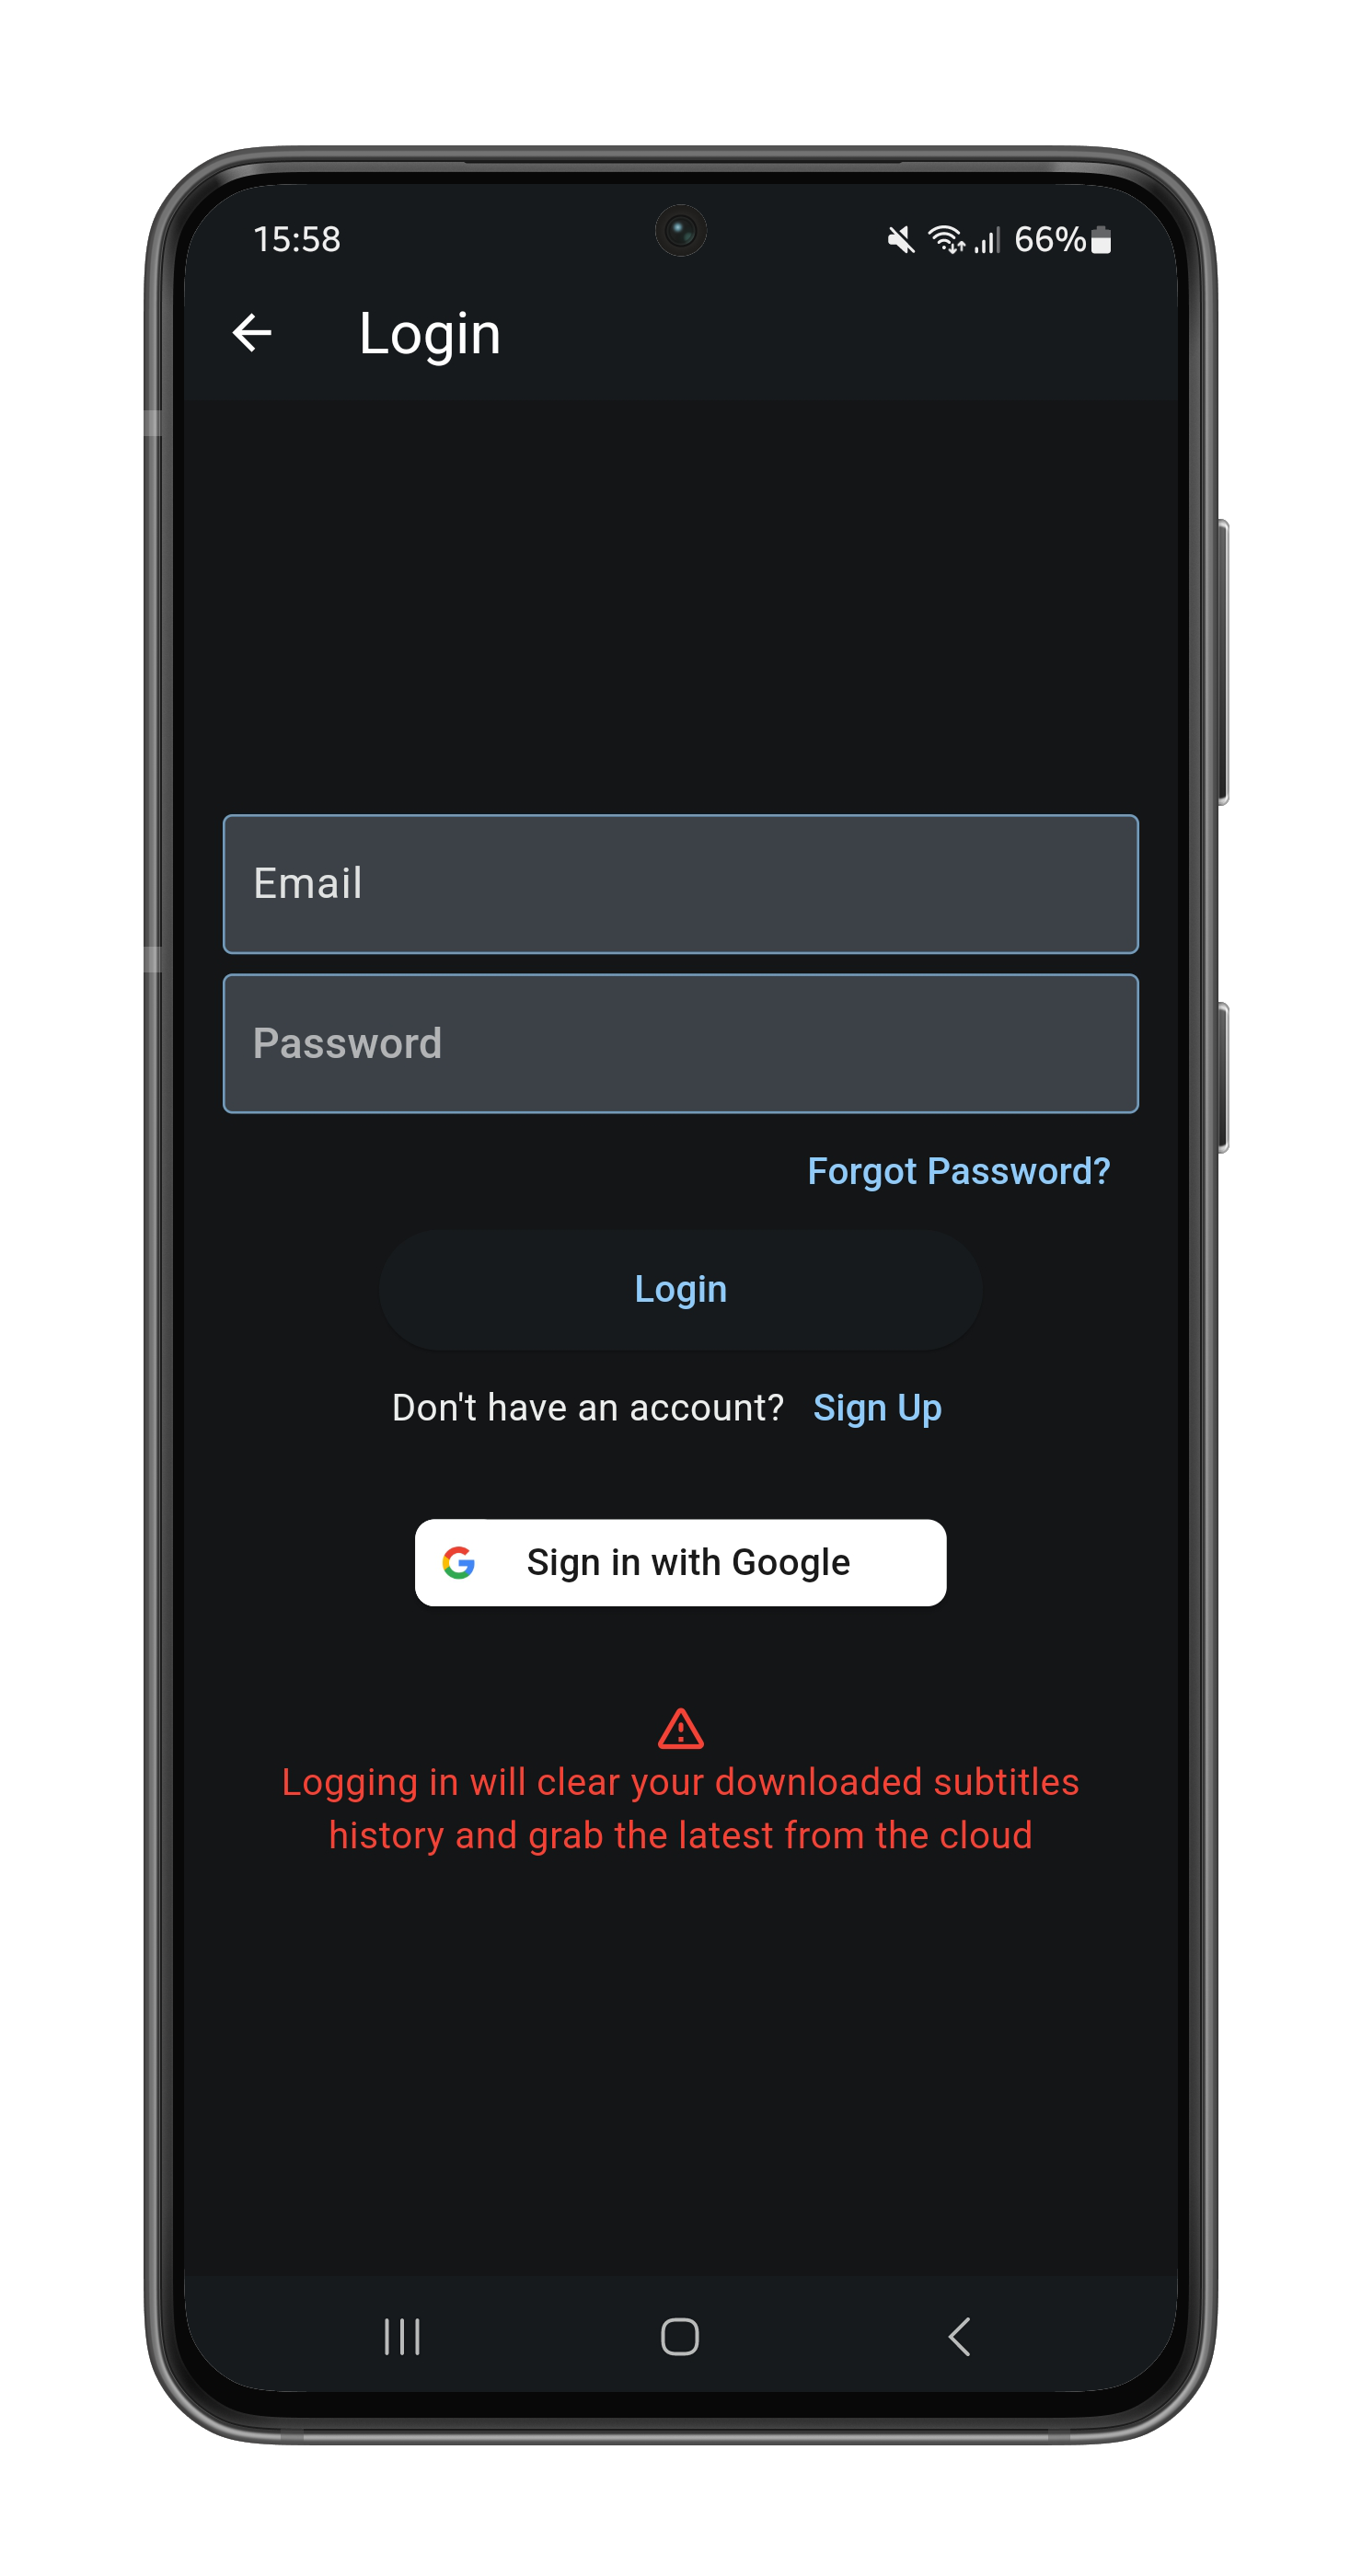 15:58 66%
Login
Email
Password
Forgot Password?
Login
Don't have an account? Sign Up
Sign in with Google
Logging in will clear your downloaded subtitles
history and grab the latest from the cloud